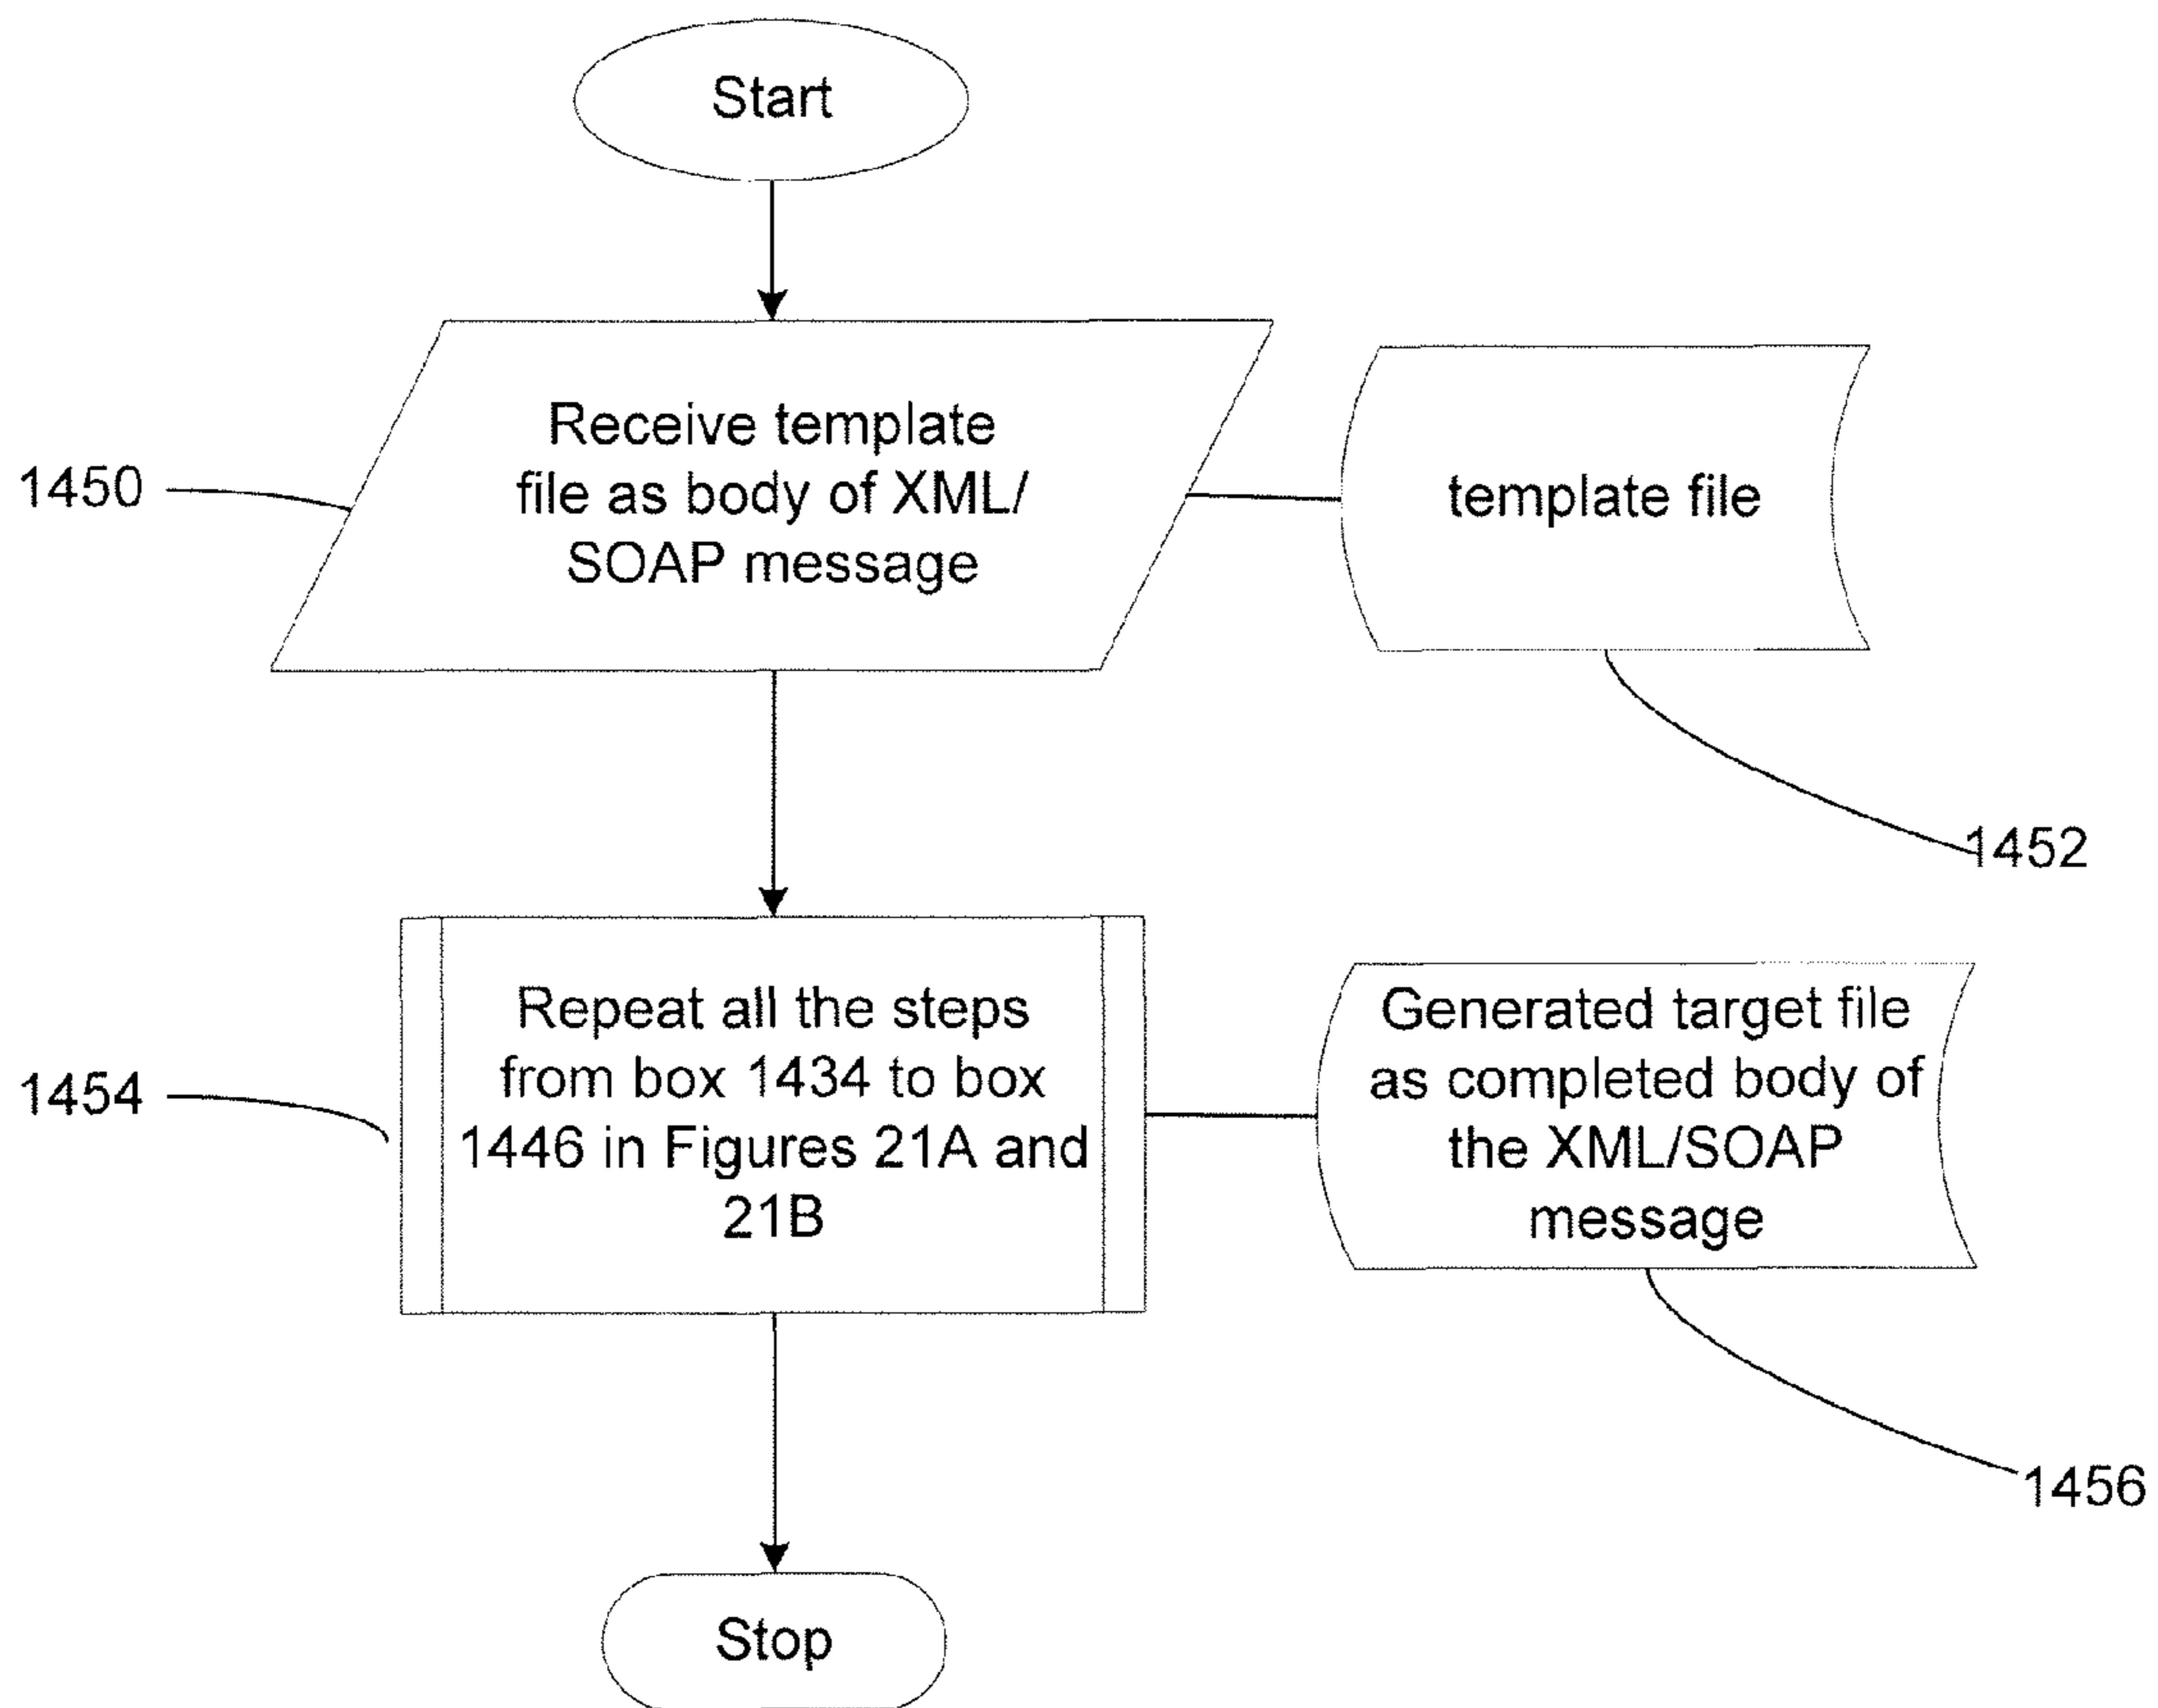 Start
Receive template
file as body of XML/
SOAP message
1450
template file
1452
Repeat all the steps
from box 1434 to box
1446 in Figures 21A and
21B
1454
Generated target file
as completed body of
the XML/SOAP
message
1456
Stop